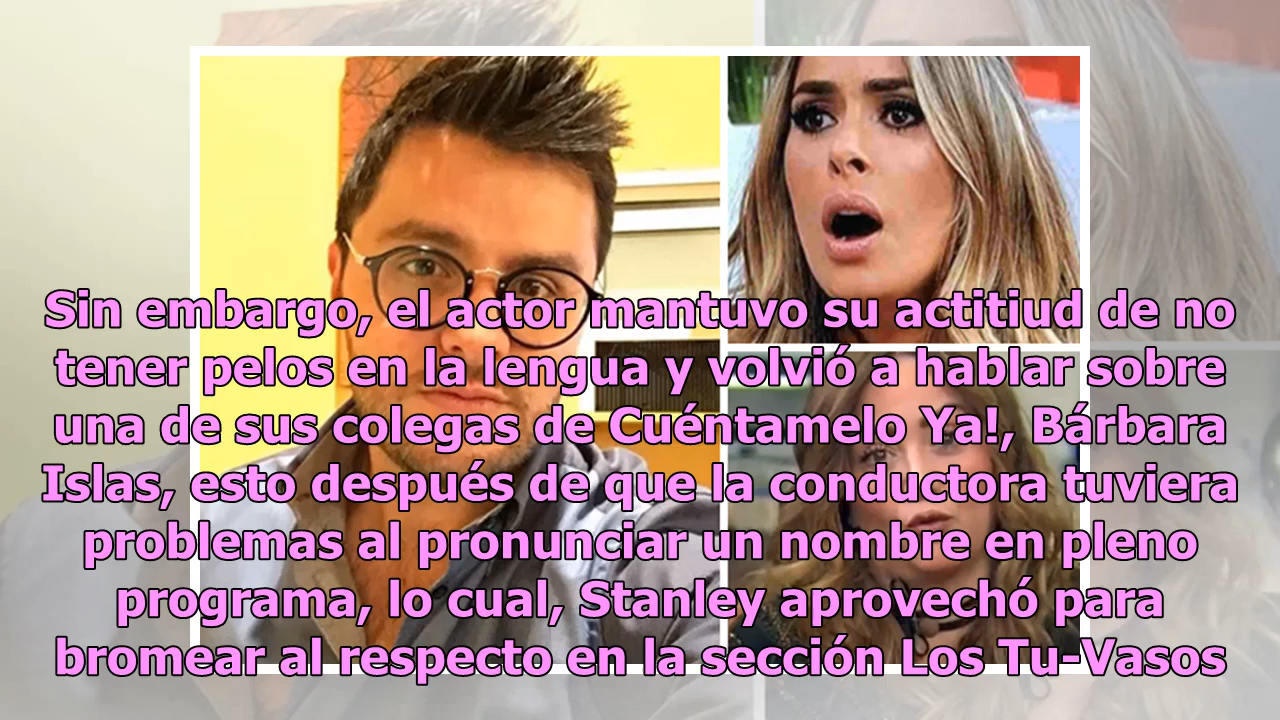 Sin embargo, el actor mantuvo su actitiud de no
tener pelos en la lengua y volvió a hablar sobre
una de sus colegas de Cuéntamelo Ya!, Bárbara
Islas, esto después de que la conductora tuviera
problemas al pronunciar un nombre en pleno
programa, lo cual, Stanley aprovechó para
bromear al respecto en la sección Los Tu-Vasos